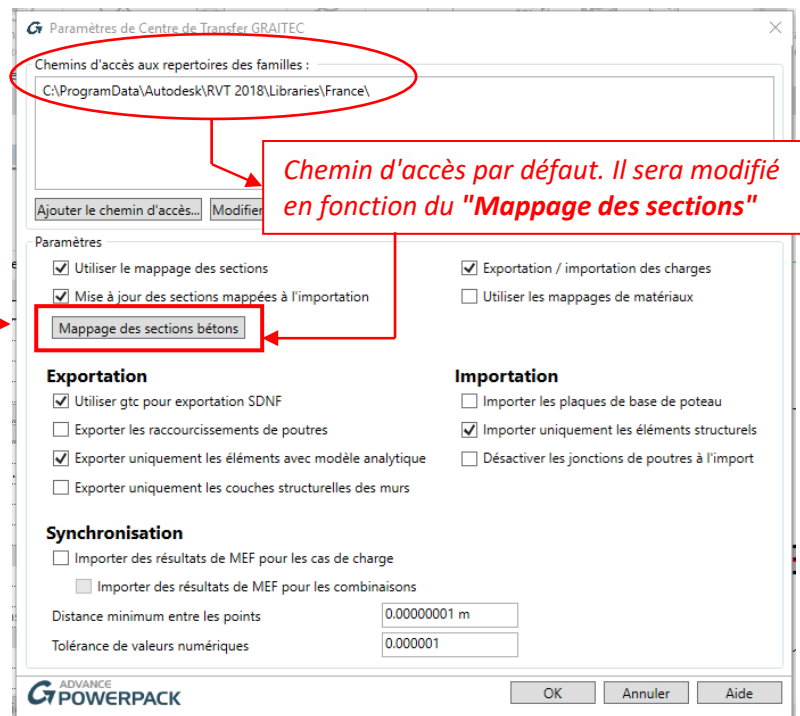 Paramètres de Centre de Transfer GRAITEC
Chemins d'accès aux repertoires des familles :
C:\ProgramData\Autodesk\RVT 2018\Libraries\France\
Chemin d'accès par défaut. Il sera modifié
en fonction du "Mappage des sections"
Ajouter le chemin d'accès... Modifier
Paramètres
Utiliser le mappage des sections
Exportation / importation des charges
Mise à jour des sections mappées à l'importation
Utiliser les mappages de matériaux
Mappage des sections bétons
Exportation
Importation
Utiliser gtc pour exportation SDNF
Importer les plaques de base de poteau
Exporter les raccourcissements de poutres
Importer uniquement les éléments structurels
Exporter uniquement les éléments avec modèle analytique
Désactiver les jonctions de poutres à l'import
Exporter uniquement les couches structurelles des murs
Synchronisation
Importer des résultats de MEF pour les cas de charge
Importer des résultats de MEF pour les combinaisons
Distance minimum entre les points 0.00000001 m
Tolérance de valeurs numériques 0.000001
ADVANCE
POWERPACK
OK Annuler Aide